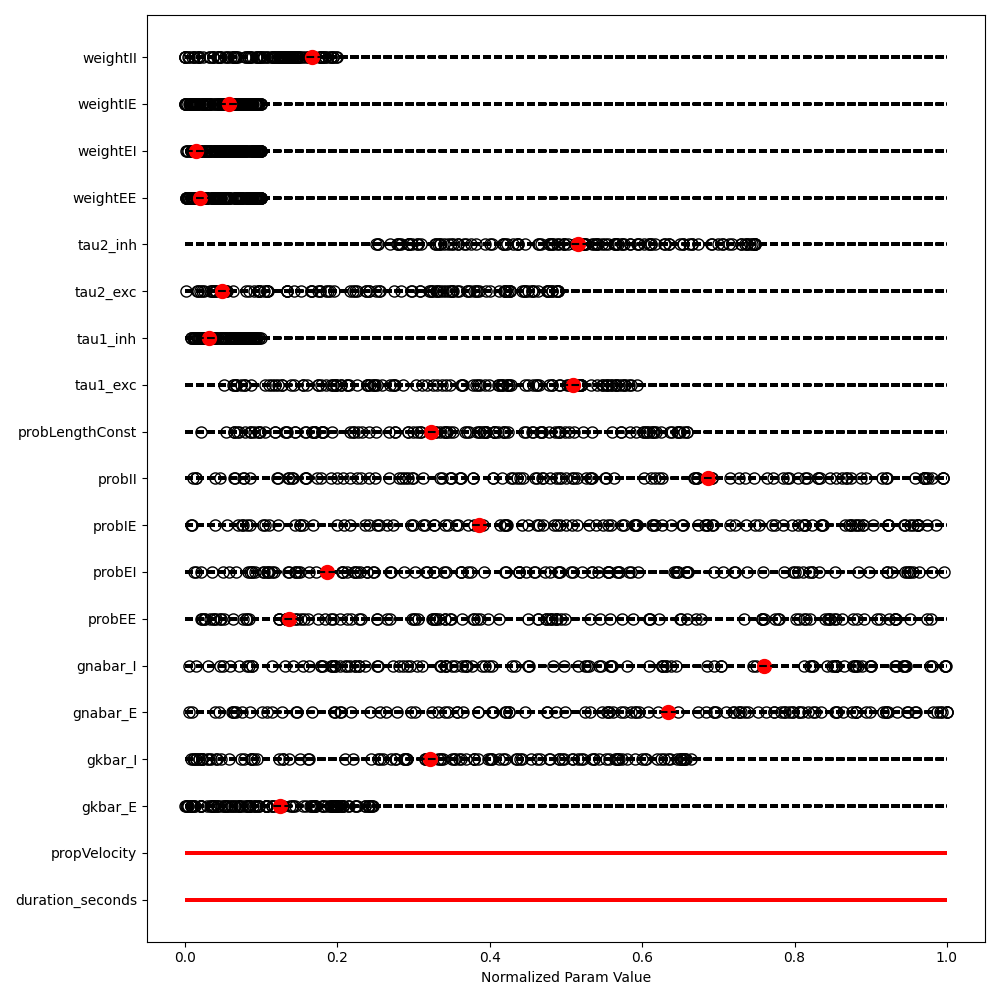 weightII
weightIE
weightEI
weightEE
tau2_inh
tau2_exc
tau1_inh
tau1_exc
probLengthConst
probII
probIE
probEI
probEE
gnabar_I
gnabar_E
gkbar_I
gkbar_E
propVelocity
duration_seconds
0.0 0.2 0.4 0.6 0.8 1.0
Normalized Param Value